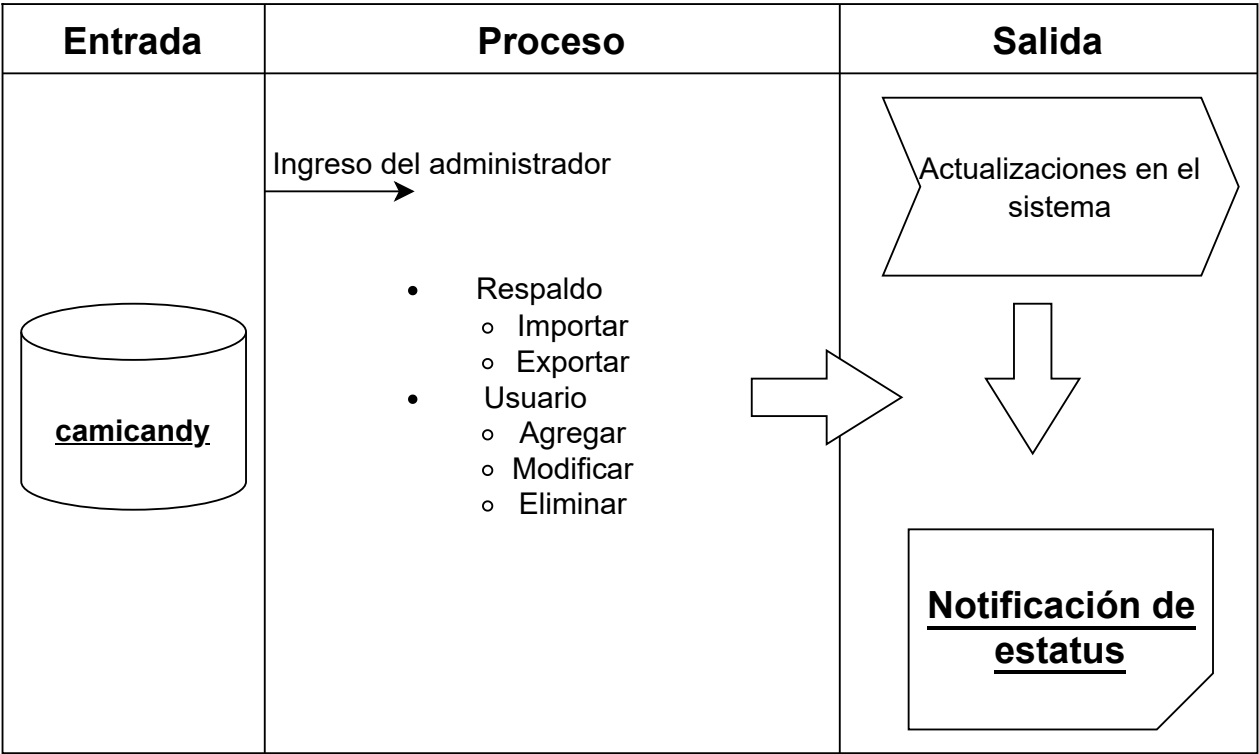 Entrada
Proceso
Salida
camicandy
Ingreso del administrador
Respaldo
Importar
Exportar
Usuario
Agregar
Modificar
Eliminar
Actualizaciones en el
sistema
Notificación de
estatus